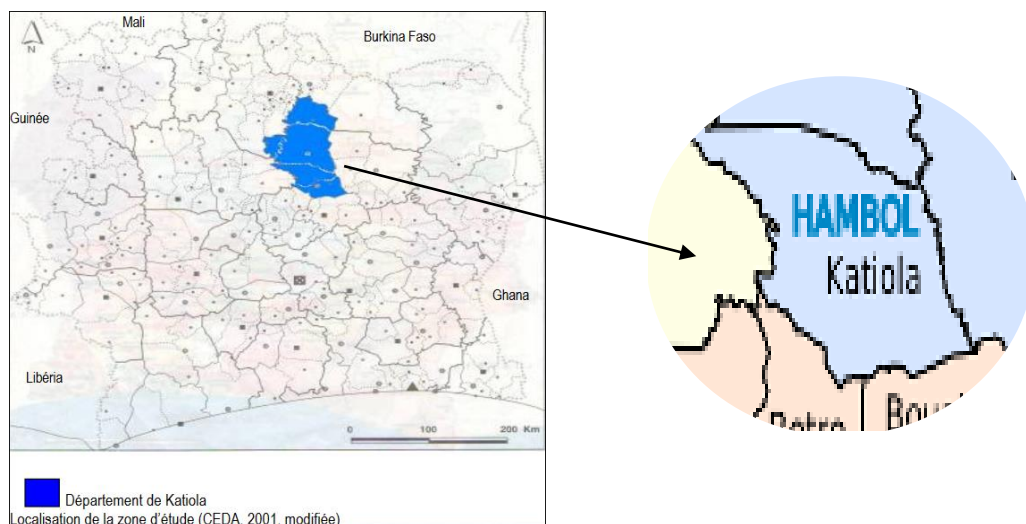 Mali
Burkina Faso
N
Guinée
Ghana
Libéria
0 100 200 Km
Département de Katiola
Localisation de la zone d'étude (CEDA, 2001, modifiée)
HAMBOL
Katiola